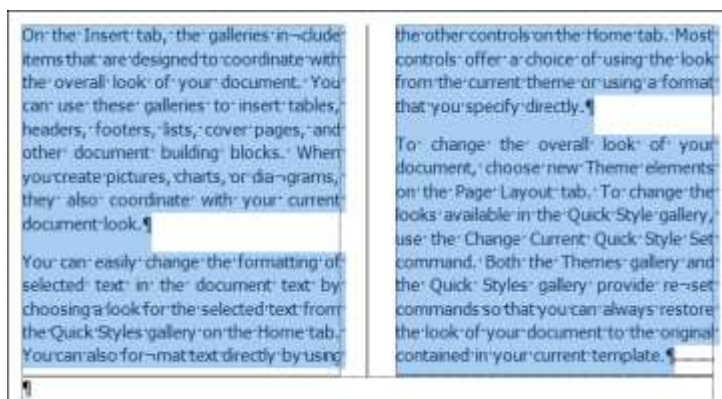 On the Insert tab, the galleries in¬clude
items that are designed to coordinate with
the overall look of your document. You
can use these galleries to insert tables,
headers, footers, lists, cover pages, and
other document building blocks. When
you create pictures, charts, or dia¬grams,
they also coordinate with your current
document look.¶
You can easily change the formatting of
selected text in the document text by
choosing a look for the selected text from
the Quick Styles gallery on the Home tab.
You can also for¬mat text directly by using
the other controls on the Home tab. Most
controls offer a choice of using the look
from the current theme or using a format
that you specify directly.¶
To change the overall look of your
document, choose new Theme elements
on the Page Layout tab. To change the
looks available in the Quick Style gallery,
use the Change Current Quick Style Set
command. Both the Themes gallery and
the Quick Styles gallery provide re¬set
commands so that you can always restore
the look of your document to the original
contained in your current template.¶
¶